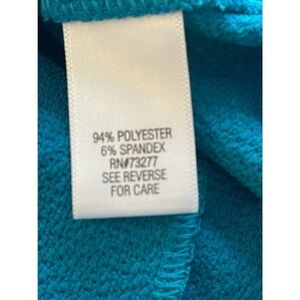 94% POLYESTER
6% SPANDEX
RN#73277
SEE REVERSE
FOR CARE